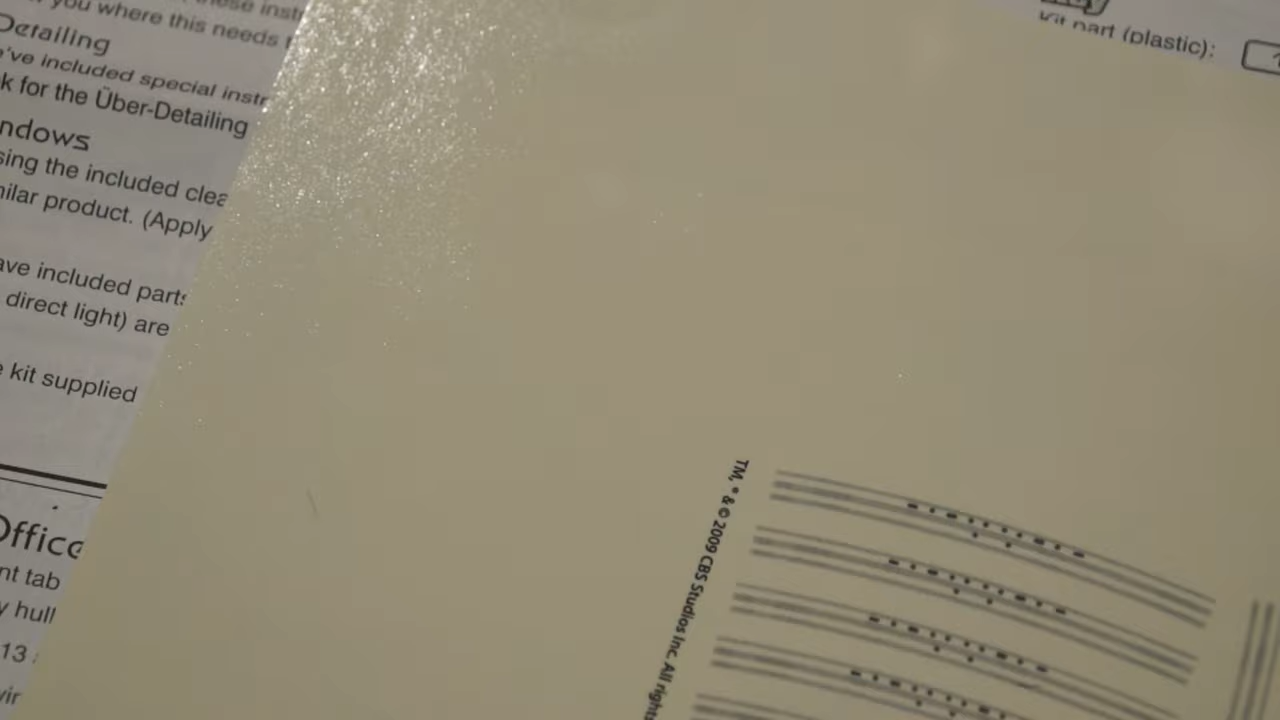 you where this needs
Detailing
've included special instr
k for the Über-Detailing
ndows
sing the included clea
nilar product. (Apply
ave included parts
direct light) are
kit supplied
Office
nt tab
y hull
13
Kit part (plastic):
TM, ® & © 2009 CBS Studios Inc. All rights